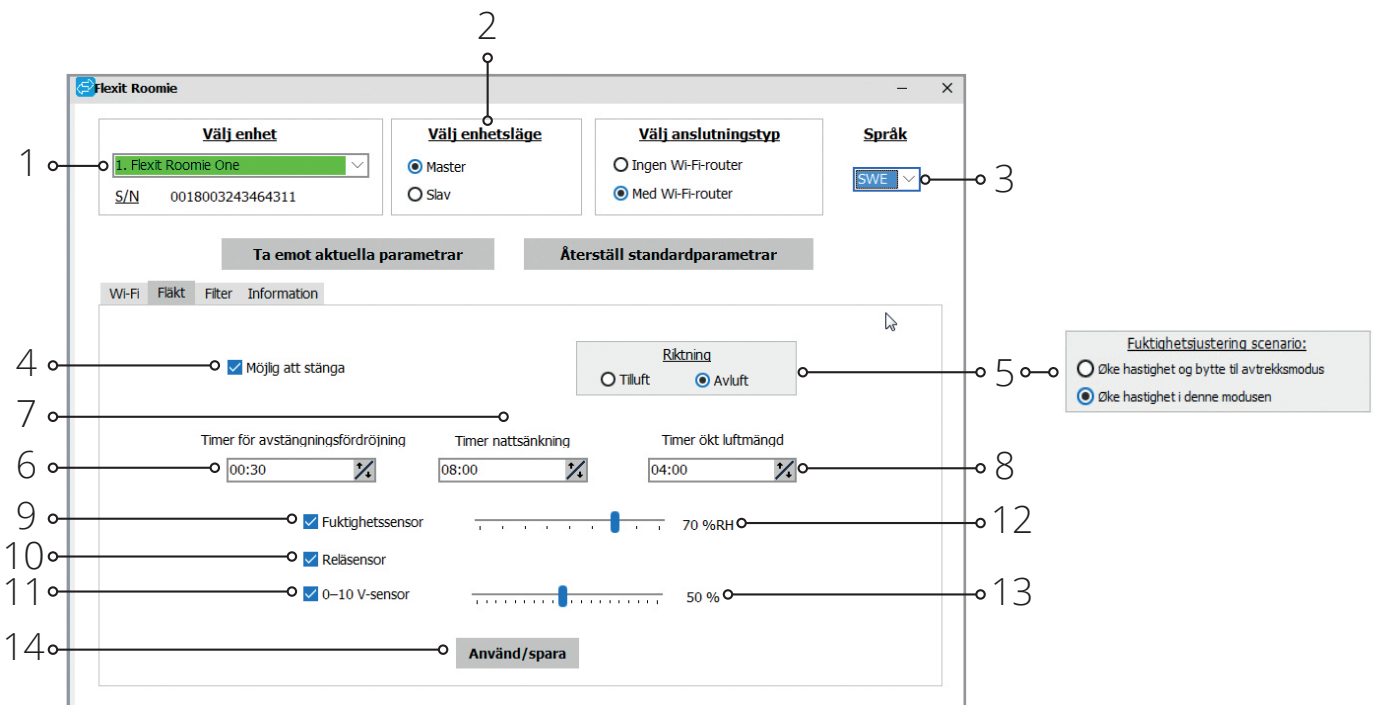 2
Flexit Roomie
Välj enhet
Välj enhetsläge
Välj anslutningstyp
Språk
1
1. Flexit Roomie One
Master
Ingen Wi-Fi-router
SWE
3
S/N 0018003243464311
Slav
Med Wi-Fi-router
Ta emot aktuella parametrar
Återställ standardparametrar
Wi-Fi Fläkt Filter Information
4
Möjlig att stänga
Riktning
Tilluft Avluft
5
Fuktighetsjustering scenario:
Øke hastighet og bytte til avtrekksmodus
Øke hastighet i denne modusen
7
Timer för avstängningsfördröjning
Timer nattsänkning
Timer ökt luftmängd
6
00:30
08:00
04:00
8
9
Fuktighetssensor
70 %RH
12
10
Reläsensor
11
0–10 V-sensor
50 %
13
14
Använd/spara